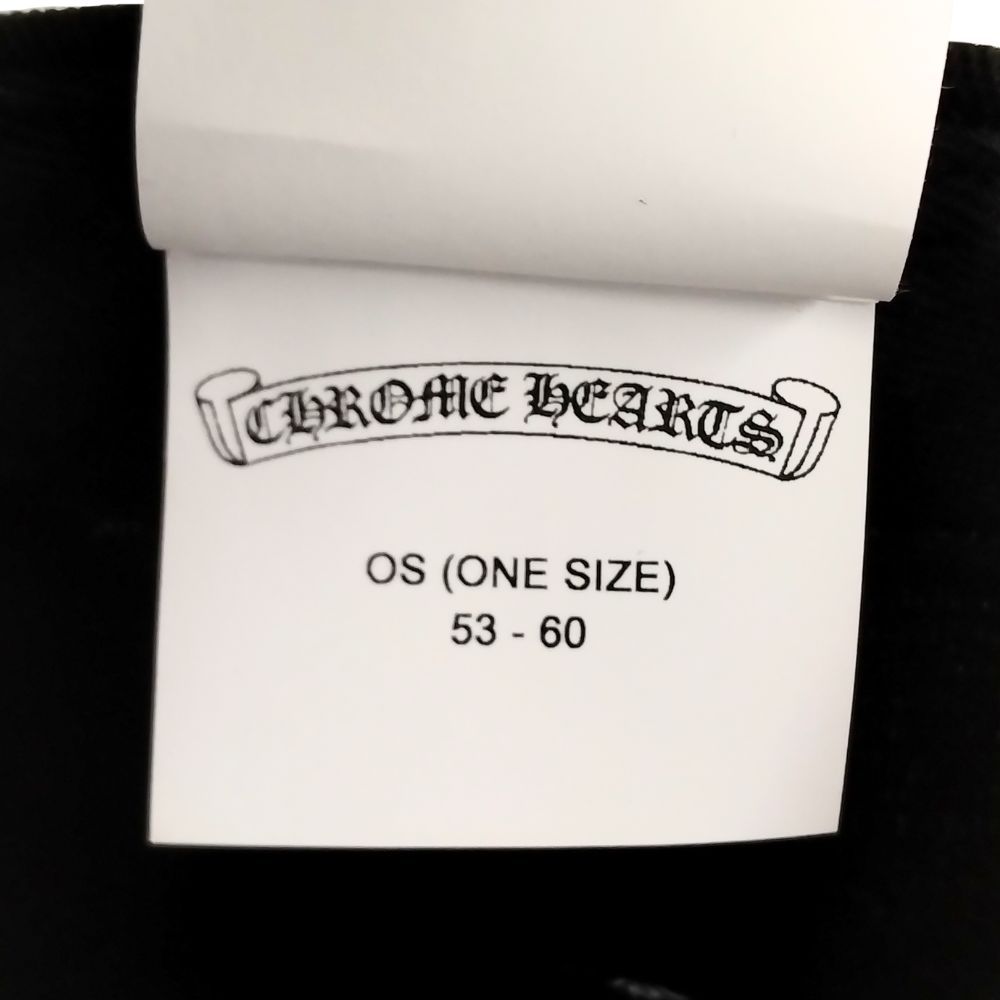 CHROME HEARTS
OS (ONE SIZE)
53 - 60